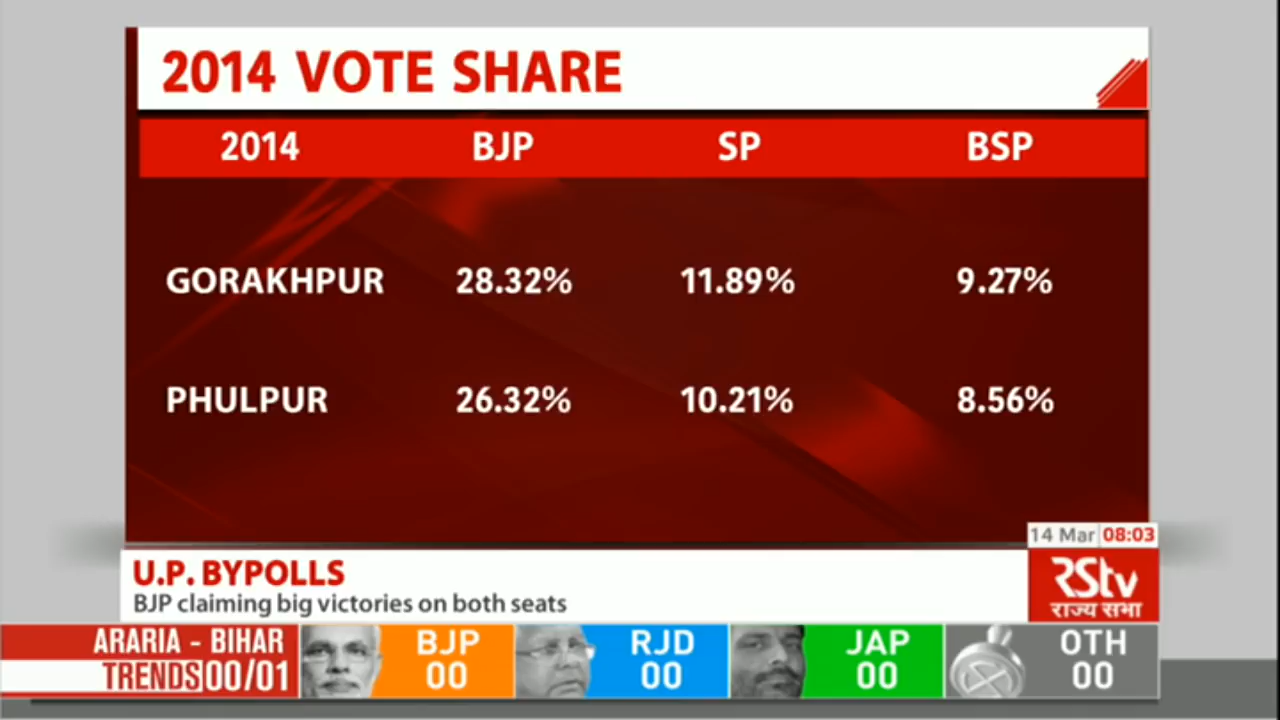 2014 VOTE SHARE
2014 BJP SP BSP
GORAKHPUR 28.32% 11.89% 9.27%
PHULPUR 26.32% 10.21% 8.56%
14 Mar 08:03
U.P. BYPOLLS
BJP claiming big victories on both seats
RStv
राज्य सभा
ARARIA - BIHAR BJP RJD JAP OTH
TRENDS 00/01 00 00 00 00